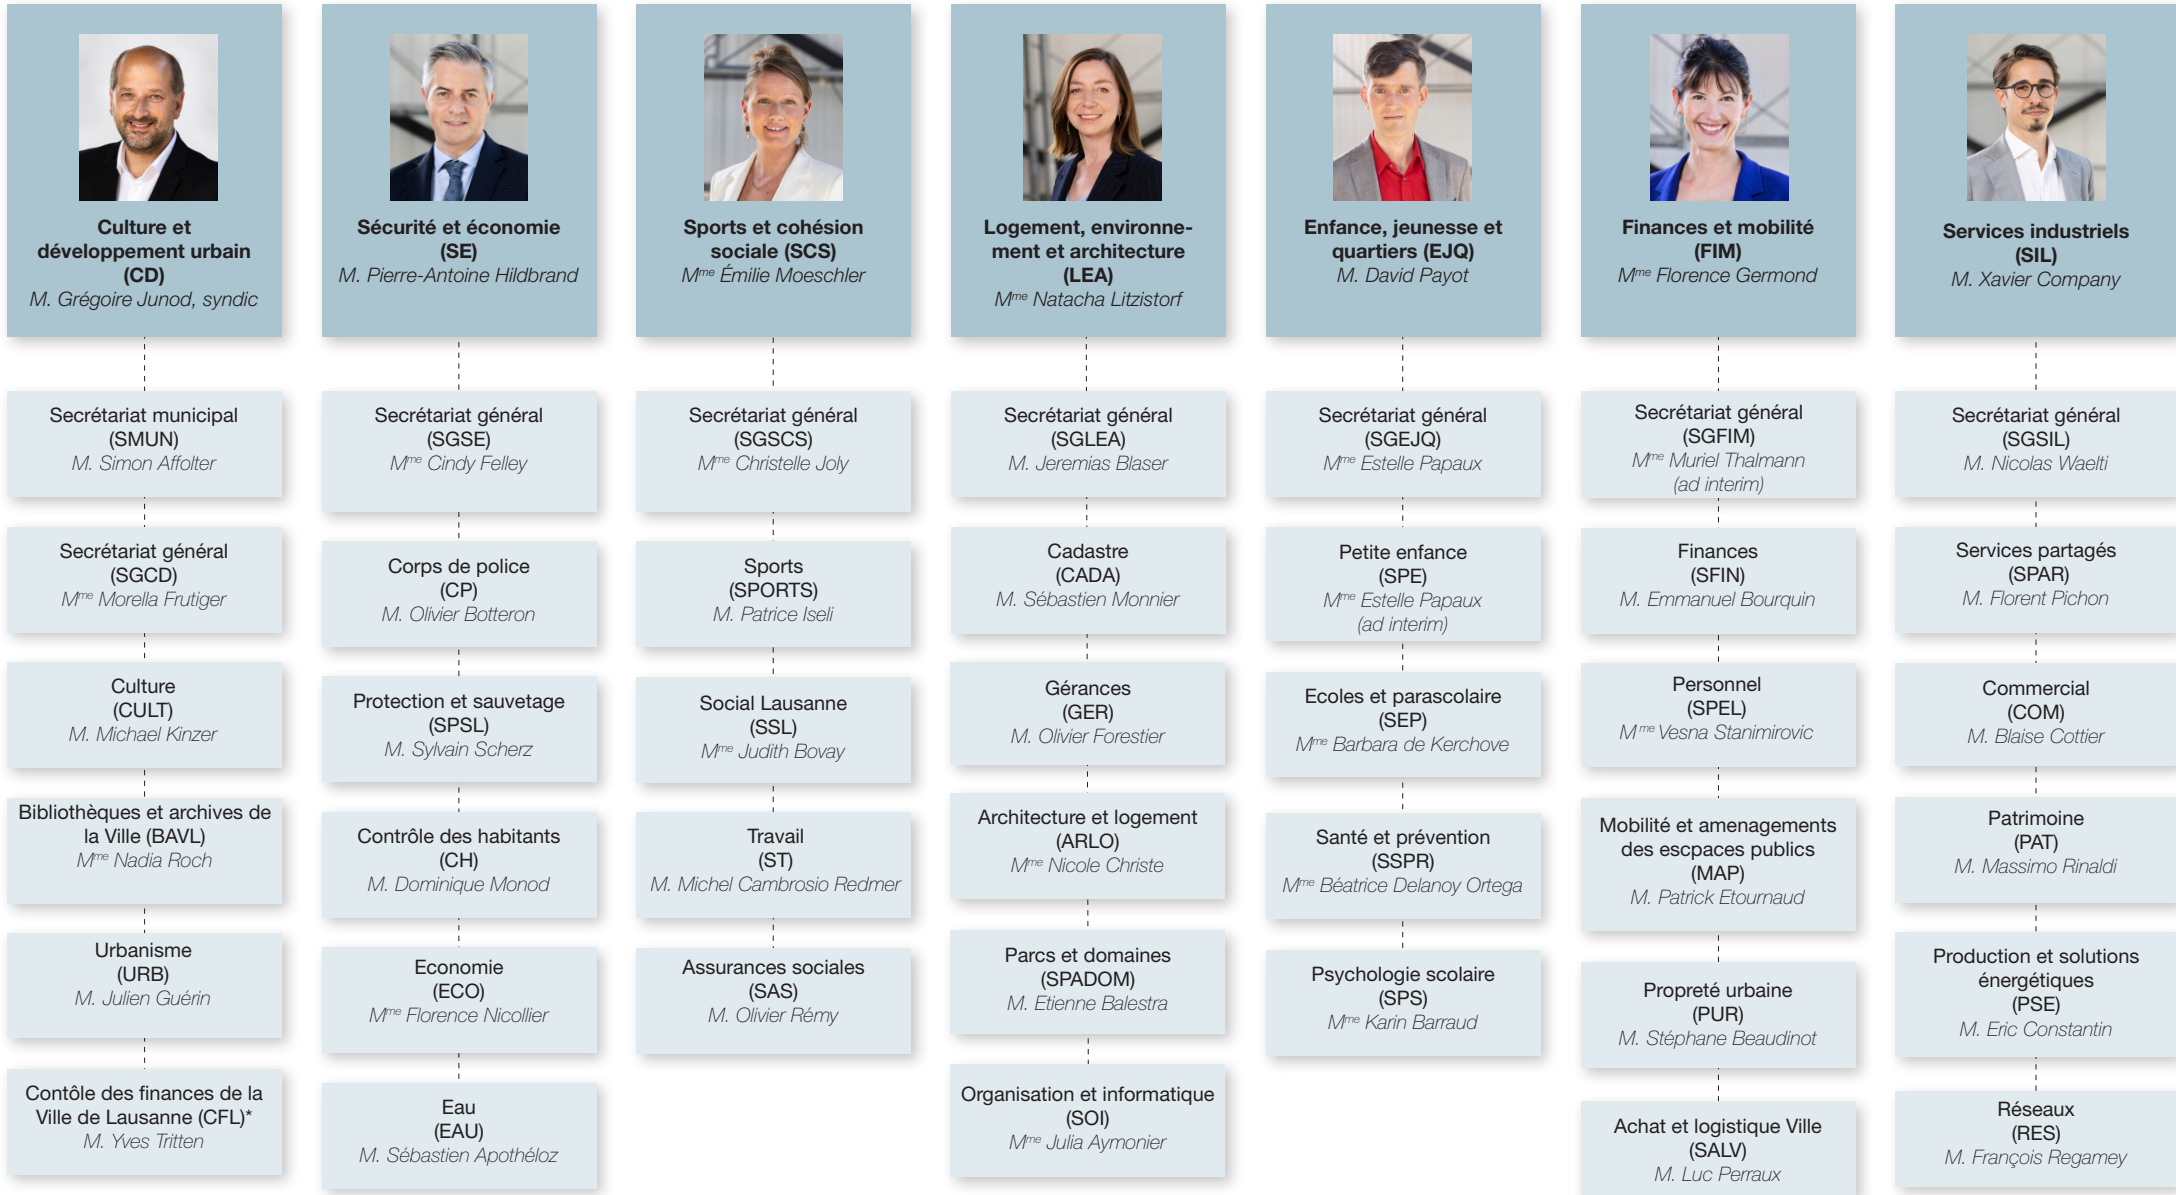 Culture et
développement urbain
(CD)
M. Grégoire Junod, syndic
Secrétariat municipal
(SMUN)
M. Simon Affolter
Secrétariat général
(SGCD)
Mme Morella Frutiger
Culture
(CULT)
M. Michael Kinzer
Bibliothèques et archives de
la Ville (BAVL)
Mme Nadia Roch
Urbanisme
(URB)
M. Julien Guérin
Contôle des finances de la
Ville de Lausanne (CFL)*
M. Yves Tritten
Sécurité et économie
(SE)
M. Pierre-Antoine Hildbrand
Secrétariat général
(SGSE)
Mme Cindy Felley
Corps de police
(CP)
M. Olivier Botteron
Protection et sauvetage
(SPSL)
M. Sylvain Scherz
Contrôle des habitants
(CH)
M. Dominique Monod
Economie
(ECO)
Mme Florence Nicollier
Eau
(EAU)
M. Sébastien Apothéloz
Sports et cohésion
sociale (SCS)
Mme Émilie Moeschler
Secrétariat général
(SGSCS)
Mme Christelle Joly
Sports
(SPORTS)
M. Patrice Iseli
Social Lausanne
(SSL)
Mme Judith Bovay
Travail
(ST)
M. Michel Cambrosio Redmer
Assurances sociales
(SAS)
M. Olivier Rémy
Logement, environne-
ment et architecture
(LEA)
Mme Natacha Litzistorf
Secrétariat général
(SGLEA)
M. Jeremias Blaser
Cadastre
(CADA)
M. Sébastien Monnier
Gérances
(GER)
M. Olivier Forestier
Architecture et logement
(ARLO)
Mme Nicole Christe
Parcs et domaines
(SPADOM)
M. Etienne Balestra
Organisation et informatique
(SOI)
Mme Julia Aymonier
Enfance, jeunesse et
quartiers (EJQ)
M. David Payot
Secrétariat général
(SGEJQ)
Mme Estelle Papaux
Petite enfance
(SPE)
Mme Estelle Papaux
(ad interim)
Ecoles et parascolaire
(SEP)
Mme Barbara de Kerchove
Santé et prévention
(SSPR)
Mme Béatrice Delanoy Ortega
Psychologie scolaire
(SPS)
Mme Karin Barraud
Finances et mobilité
(FIM)
Mme Florence Germond
Secrétariat général
(SGFIM)
Mme Muriel Thalmann
(ad interim)
Finances
(SFIN)
M. Emmanuel Bourquin
Personnel
(SPEL)
Mme Vesna Stanimirovic
Mobilité et amenagements
des escpaces publics
(MAP)
M. Patrick Etournaud
Propreté urbaine
(PUR)
M. Stéphane Beaudinot
Achat et logistique Ville
(SALV)
M. Luc Perraux
Services industriels
(SIL)
M. Xavier Company
Secrétariat général
(SGSIL)
M. Nicolas Waelti
Services partagés
(SPAR)
M. Florent Pichon
Commercial
(COM)
M. Blaise Cottier
Patrimoine
(PAT)
M. Massimo Rinaldi
Production et solutions
énergétiques
(PSE)
M. Eric Constantin
Réseaux
(RES)
M. François Regamey